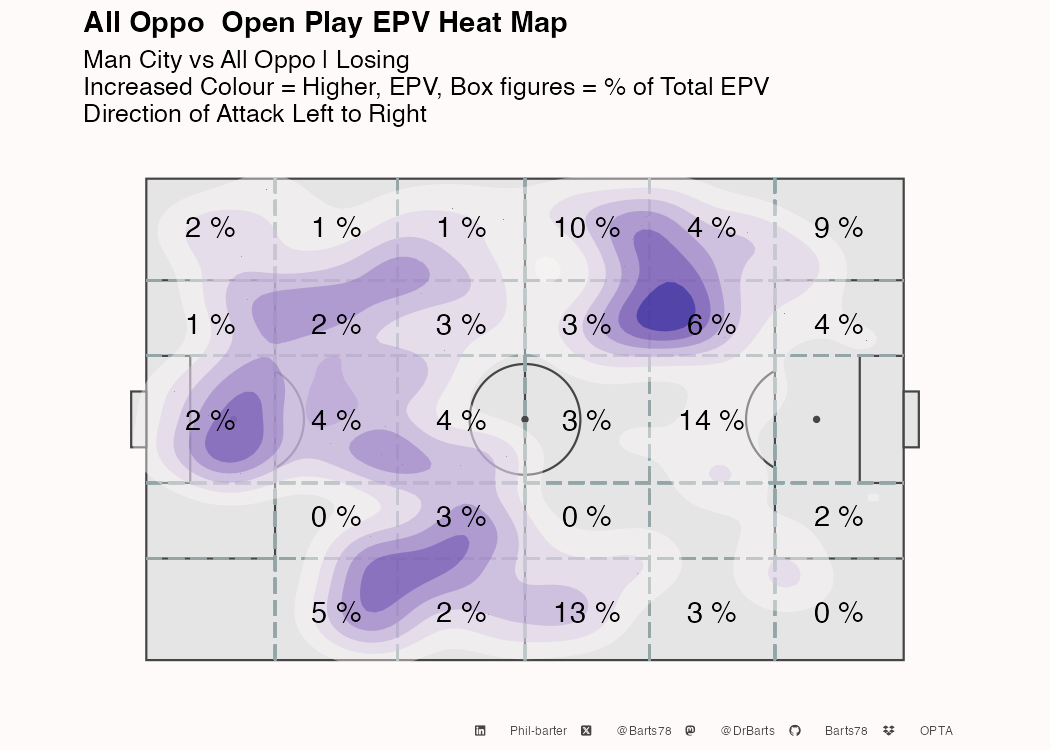 All Oppo  Open Play EPV Heat Map
Man City vs All Oppo | Losing
Increased Colour = Higher, EPV, Box figures = % of Total EPV
Direction of Attack Left to Right
2 % 1 % 1 % 10 % 4 % 9 %
1 % 2 % 3 % 3 % 6 % 4 %
2 % 4 % 4 % 3 % 14 %
0 % 3 % 0 % 2 %
5 % 2 % 13 % 3 % 0 %
Phil-barter @Barts78 @DrBarts Barts78 OPTA